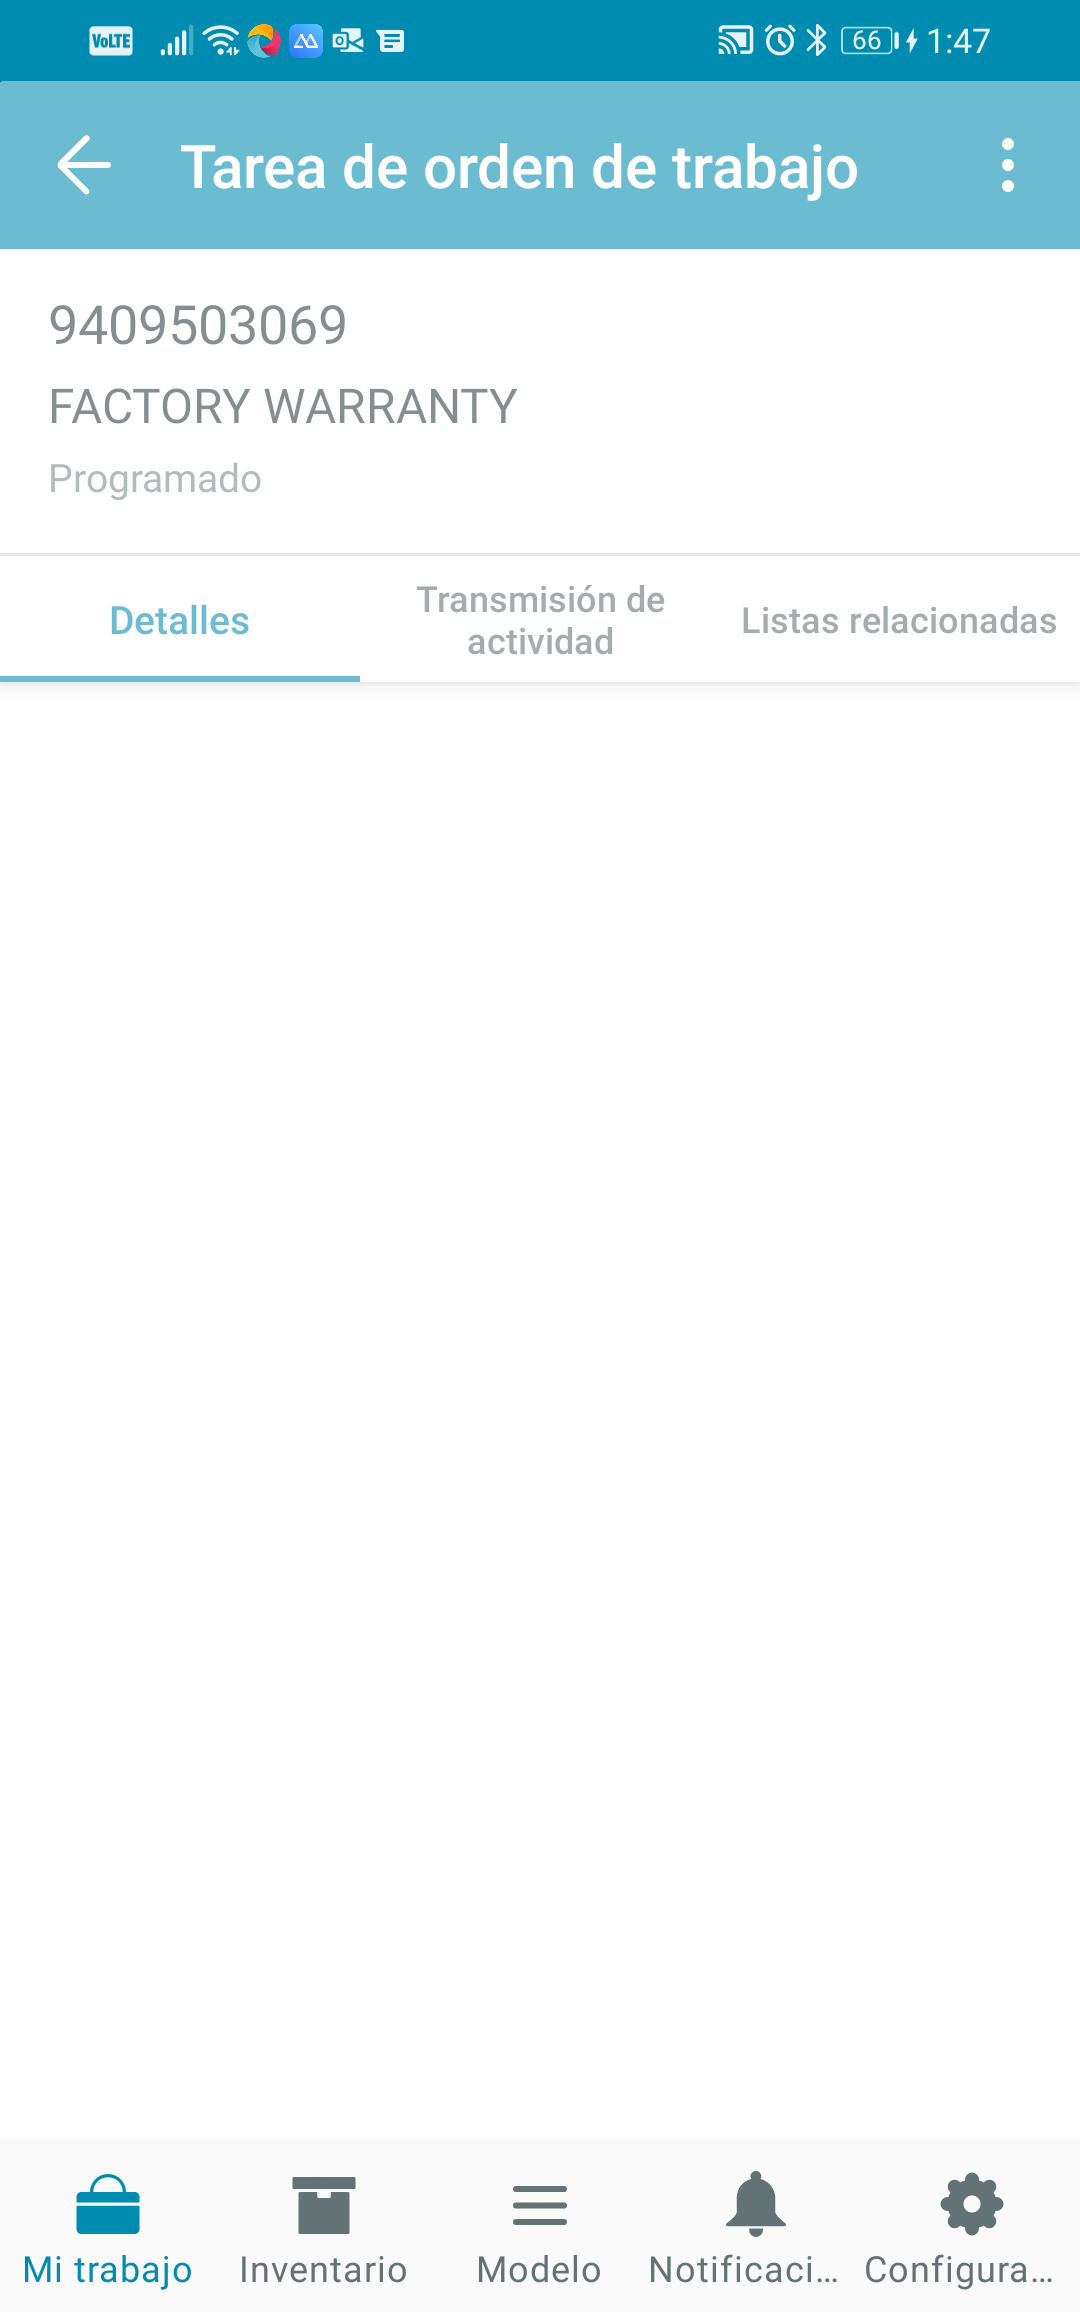 VoLTE 66 1:47
Tarea de orden de trabajo
9409503069
FACTORY WARRANTY
Programado
Detalles
Transmisión de
actividad
Listas relacionadas
Mi trabajo
Inventario
Modelo
Notificaci...
Configura...